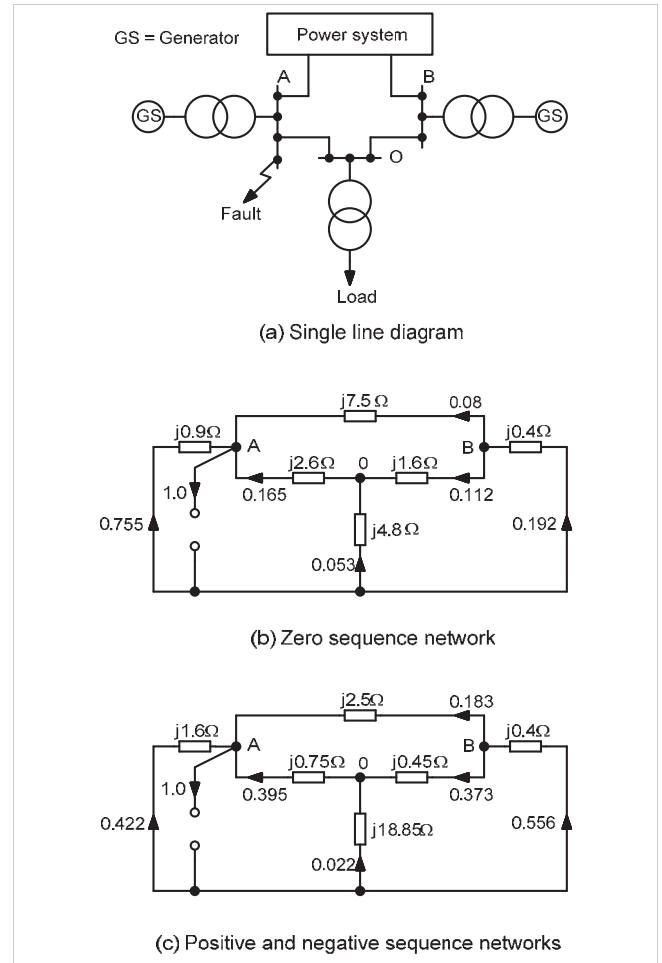 GS = Generator
Power system
A
B
GS
GS
O
Fault
Load
(a) Single line diagram
j7.5 Ω
0.08
j0.9Ω
A
B
j0.4Ω
j2.6Ω
0
j1.6Ω
1.0
0.165
0.112
0.755
j4.8Ω
0.192
0.053
(b) Zero sequence network
j2.5Ω
0.183
j1.6Ω
A
B
j0.4Ω
j0.75Ω
0
j0.45Ω
1.0
0.395
0.373
0.422
j18.85Ω
0.556
0.022
(c) Positive and negative sequence networks